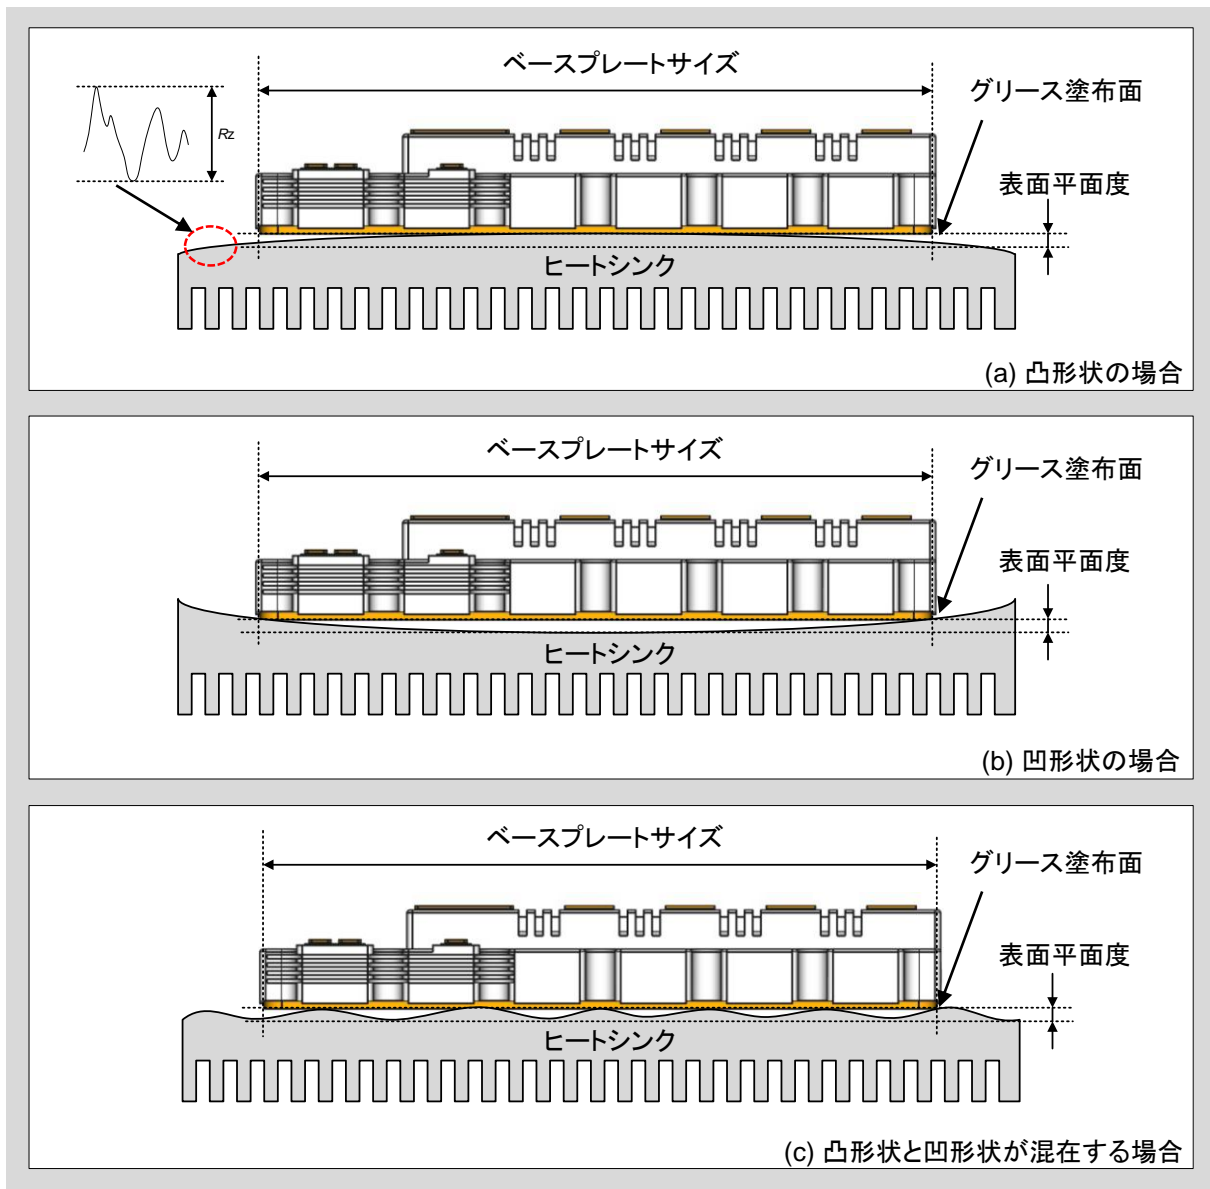 ベースプレートサイズ
グリース塗布面
Rz
表面平面度
ヒートシンク
(a) 凸形状の場合
ベースプレートサイズ
グリース塗布面
表面平面度
ヒートシンク
(b) 凹形状の場合
ベースプレートサイズ
グリース塗布面
表面平面度
ヒートシンク
(c) 凸形状と凹形状が混在する場合